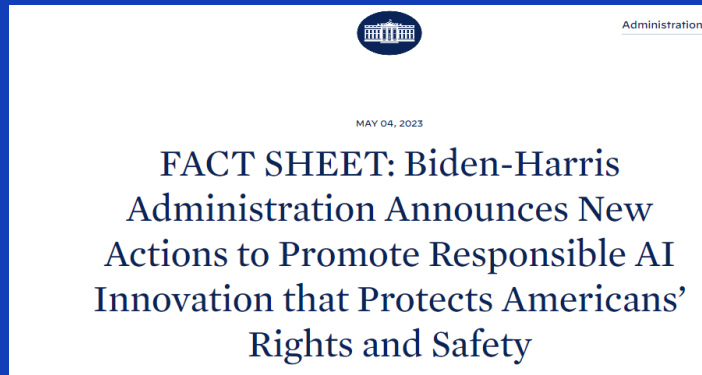 Administration
MAY 04, 2023
FACT SHEET: Biden-Harris
Administration Announces New
Actions to Promote Responsible AI
Innovation that Protects Americans’
Rights and Safety